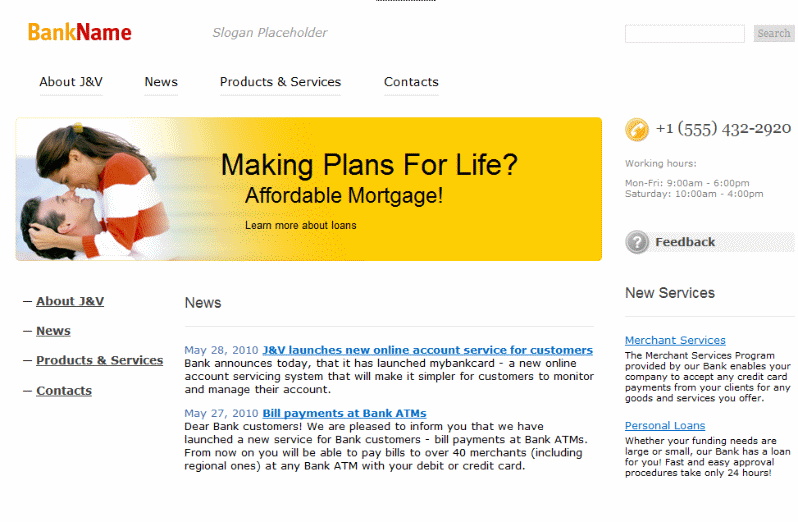 BankName
Slogan Placeholder
Search
About J&V
News
Products & Services
Contacts
Making Plans For Life?
Affordable Mortgage!
Learn more about loans
+1 (555) 432-2920
Working hours:
Mon-Fri: 9:00am - 6:00pm
Saturday: 10:00am - 4:00pm
? Feedback
— About J&V
— News
— Products & Services
— Contacts
News
May 28, 2010 J&V launches new online account service for customers
Bank announces today, that it has launched mybankcard - a new online
account servicing system that will make it simpler for customers to monitor
and manage their account.
May 27, 2010 Bill payments at Bank ATMs
Dear Bank customers! We are pleased to inform you that we have
launched a new service for Bank customers - bill payments at Bank ATMs.
From now on you will be able to pay bills to over 40 merchants (including
regional ones) at any Bank ATM with your debit or credit card.
New Services
Merchant Services
The Merchant Services Program
provided by our Bank enables your
company to accept any credit card
payments from your clients for any
goods and services you offer.
Personal Loans
Whether your funding needs are
large or small, our Bank has a loan
for you! Fast and easy approval
procedures take only 24 hours!